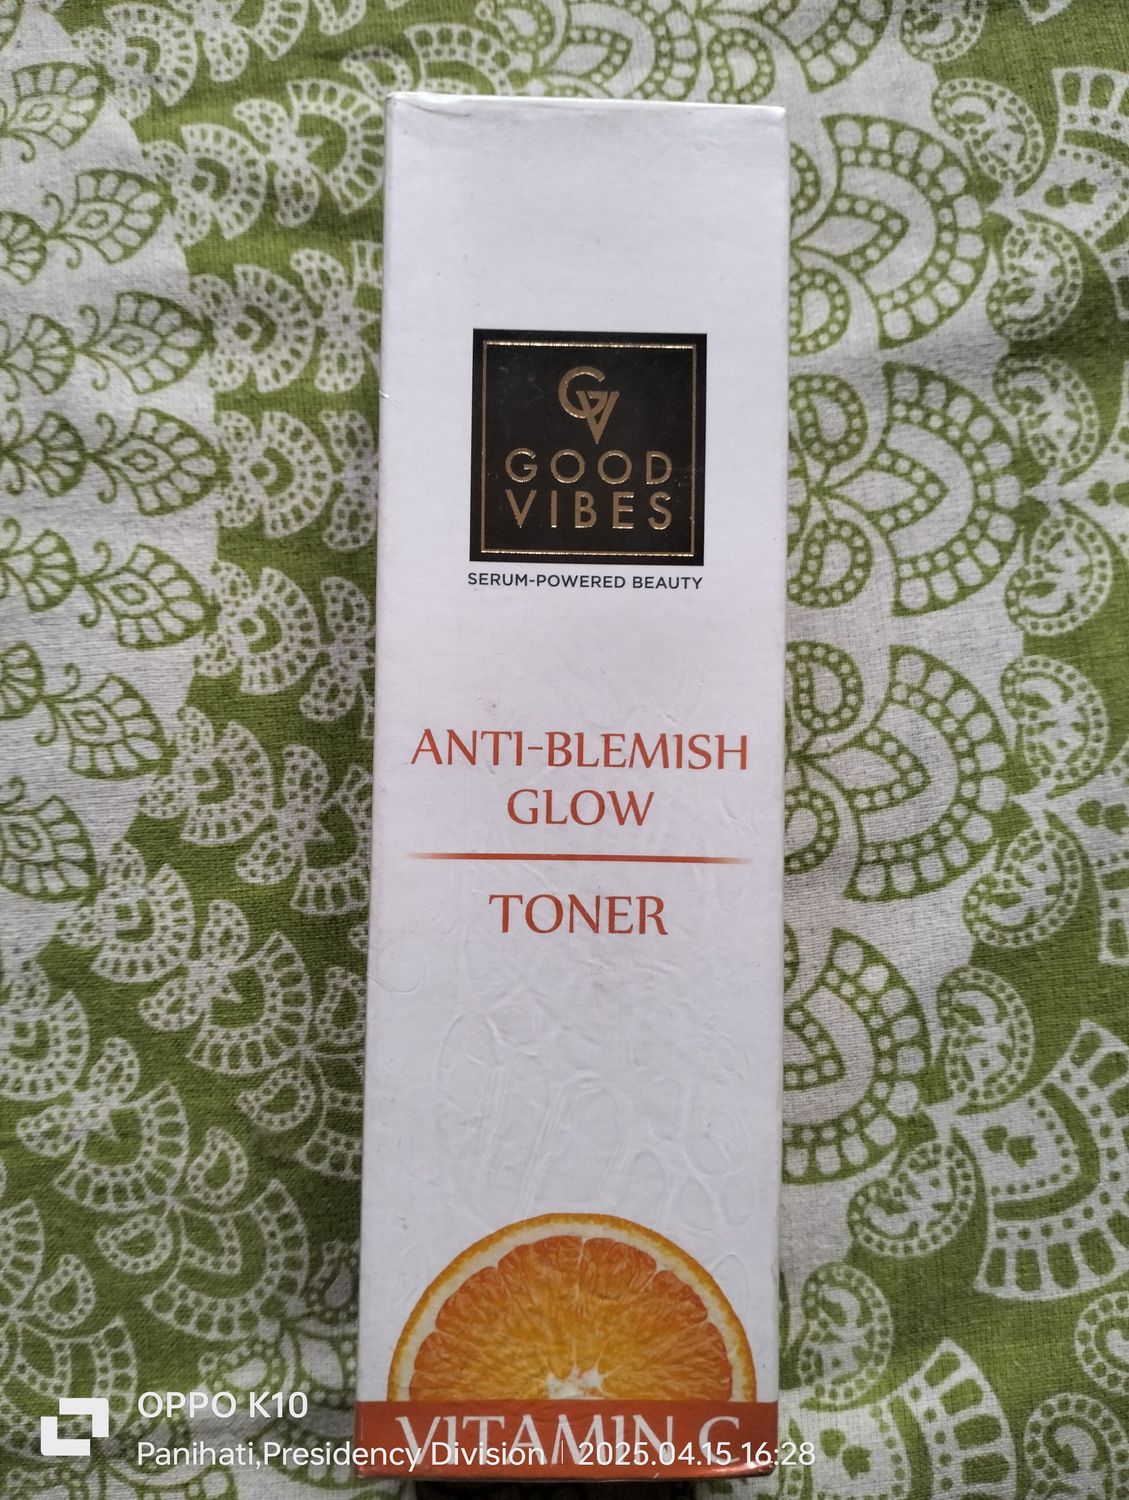 GV
GOOD
VIBES
SERUM-POWERED BEAUTY
ANTI-BLEMISH
GLOW
TONER
VITAMIN C
OPPO K10
Panihati,Presidency Division | 2025.04.15 16:28